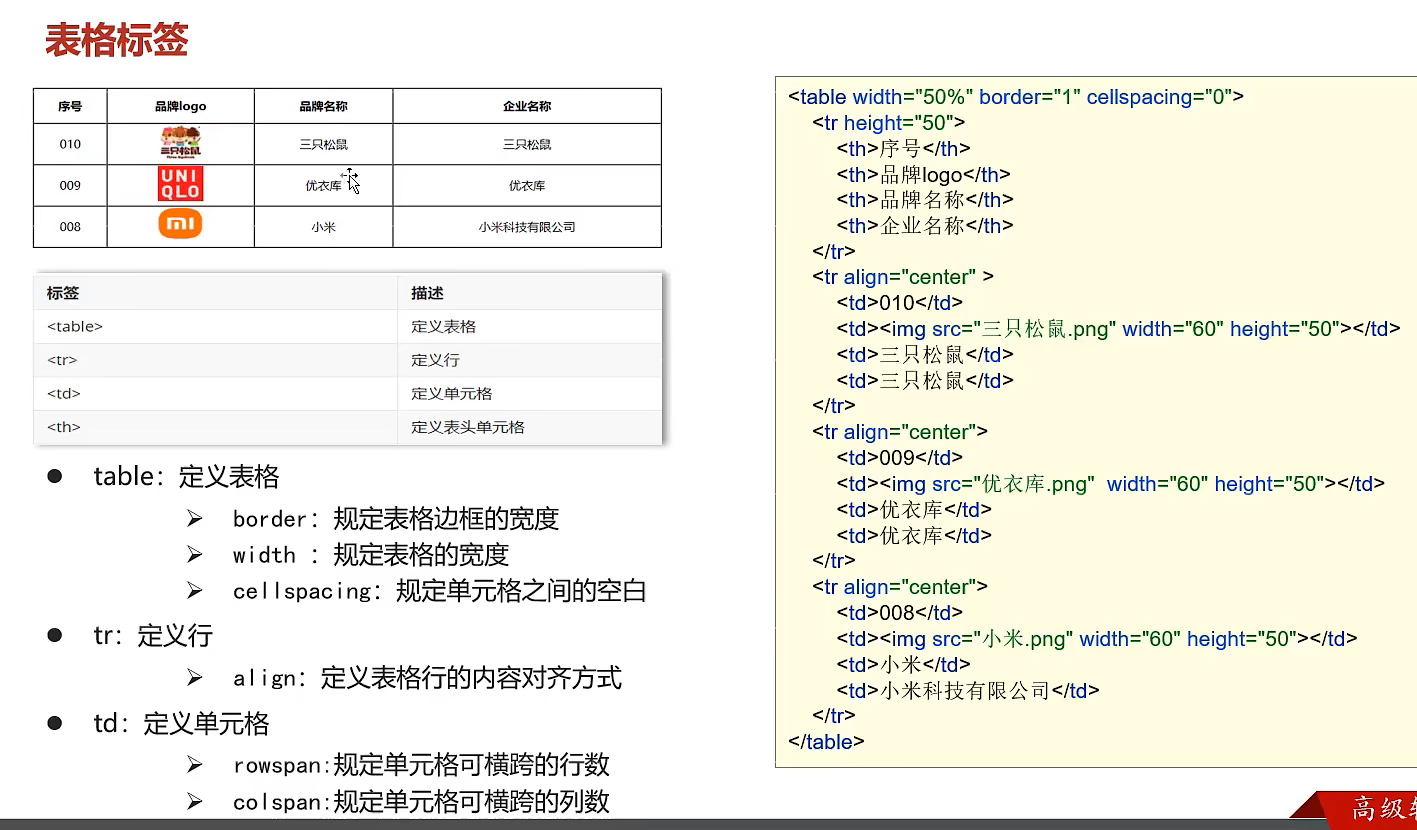 表格标签
序号 品牌logo 品牌名称 企业名称
010 三只松鼠 三只松鼠 三只松鼠
009 UNI QLO 优衣库 优衣库
008 mi 小米 小米科技有限公司
标签 描述
<table> 定义表格
<tr> 定义行
<td> 定义单元格
<th> 定义表头单元格
● table：定义表格
➢ border：规定表格边框的宽度
➢ width ：规定表格的宽度
➢ cellspacing：规定单元格之间的空白
● tr：定义行
➢ align：定义表格行的内容对齐方式
● td：定义单元格
➢ rowspan:规定单元格可横跨的行数
➢ colspan:规定单元格可横跨的列数
<table width="50%" border="1" cellspacing="0">
<tr height="50">
<th>序号</th>
<th>品牌logo</th>
<th>品牌名称</th>
<th>企业名称</th>
</tr>
<tr align="center" >
<td>010</td>
<td><img src="三只松鼠.png" width="60" height="50"></td>
<td>三只松鼠</td>
<td>三只松鼠</td>
</tr>
<tr align="center">
<td>009</td>
<td><img src="优衣库.png"  width="60" height="50"></td>
<td>优衣库</td>
<td>优衣库</td>
</tr>
<tr align="center">
<td>008</td>
<td><img src="小米.png" width="60" height="50"></td>
<td>小米</td>
<td>小米科技有限公司</td>
</tr>
</table>
高级